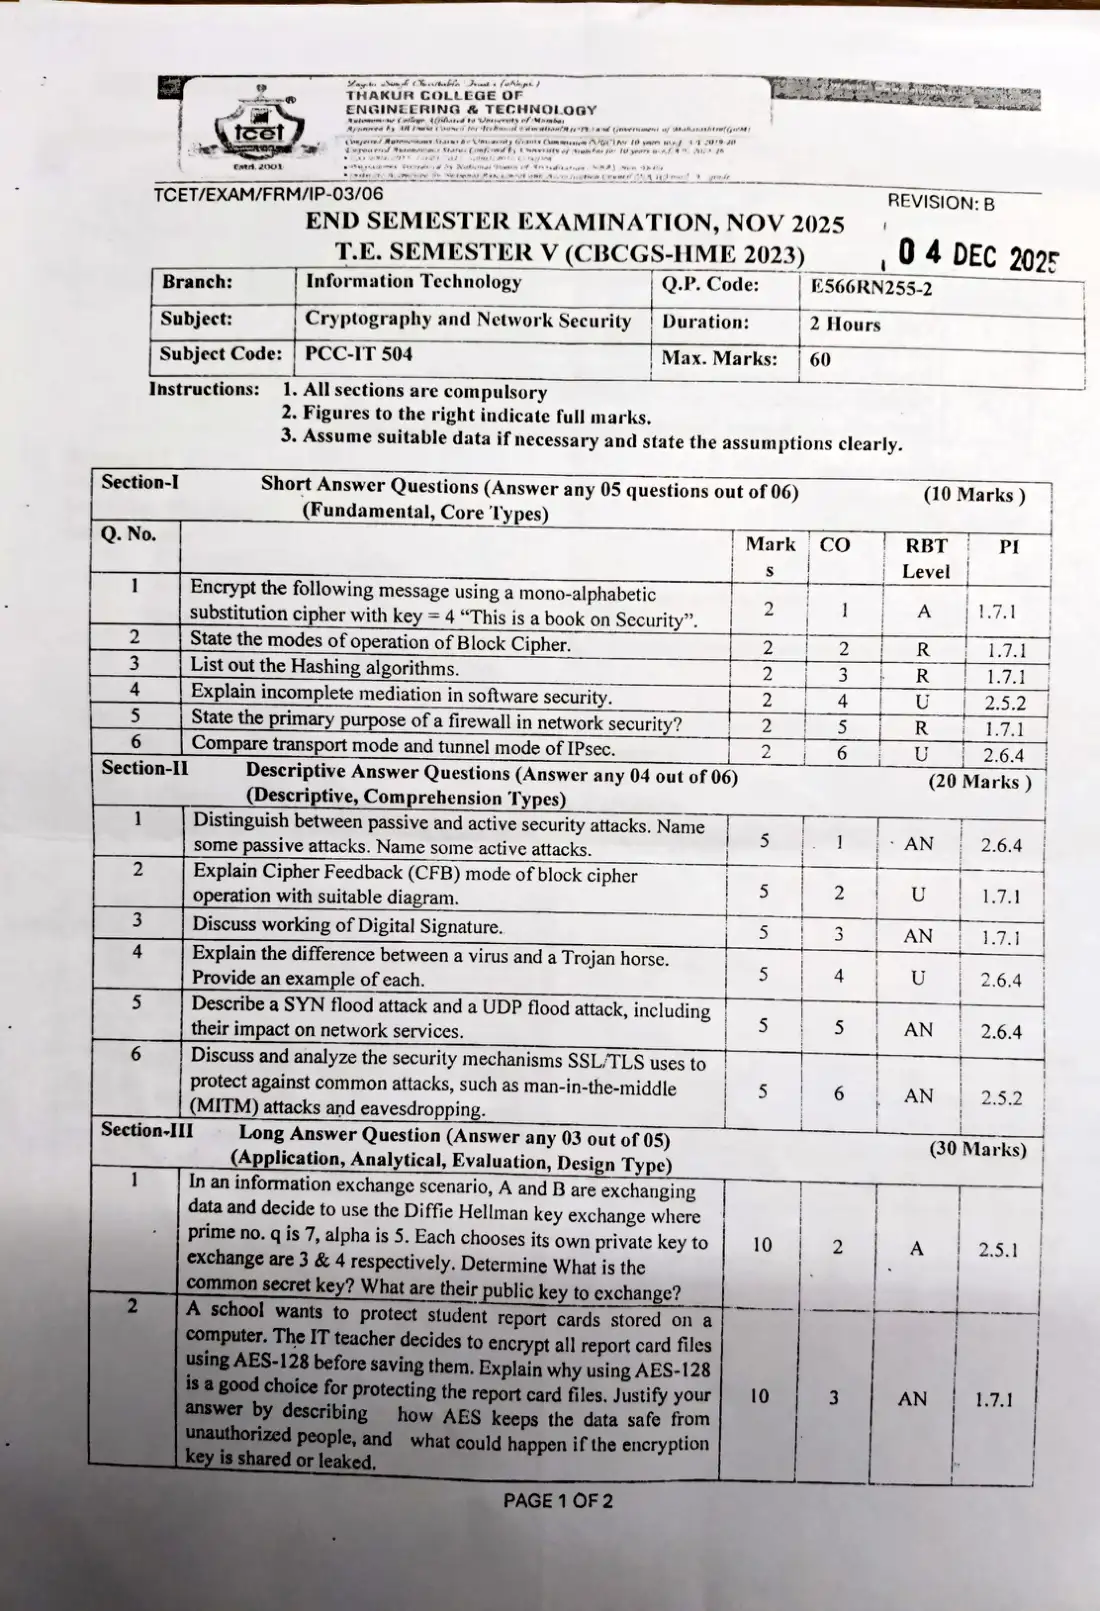 THAKUR COLLEGE OF
ENGINEERING & TECHNOLOGY
Autonomous College Affiliated to University of Mumbai
tcet
Estd. 2001
TCET/EXAM/FRM/IP-03/06
REVISION: B
END SEMESTER EXAMINATION, NOV 2025
T.E. SEMESTER V (CBCGS-HME 2023)
04 DEC 2025
Branch: Information Technology Q.P. Code: E566RN255-2
Subject: Cryptography and Network Security Duration: 2 Hours
Subject Code: PCC-IT 504 Max. Marks: 60
Instructions: 1. All sections are compulsory
2. Figures to the right indicate full marks.
3. Assume suitable data if necessary and state the assumptions clearly.
Section-I Short Answer Questions (Answer any 05 questions out of 06) (10 Marks )
(Fundamental, Core Types)
Q. No. Mark CO RBT PI
s Level
1 Encrypt the following message using a mono-alphabetic
substitution cipher with key = 4 “This is a book on Security”. 2 1 A 1.7.1
2 State the modes of operation of Block Cipher. 2 2 R 1.7.1
3 List out the Hashing algorithms. 2 3 R 1.7.1
4 Explain incomplete mediation in software security. 2 4 U 2.5.2
5 State the primary purpose of a firewall in network security? 2 5 R 1.7.1
6 Compare transport mode and tunnel mode of IPsec. 2 6 U 2.6.4
Section-II Descriptive Answer Questions (Answer any 04 out of 06) (20 Marks )
(Descriptive, Comprehension Types)
1 Distinguish between passive and active security attacks. Name
some passive attacks. Name some active attacks. 5 1 AN 2.6.4
2 Explain Cipher Feedback (CFB) mode of block cipher
operation with suitable diagram. 5 2 U 1.7.1
3 Discuss working of Digital Signature. 5 3 AN 1.7.1
4 Explain the difference between a virus and a Trojan horse.
Provide an example of each. 5 4 U 2.6.4
5 Describe a SYN flood attack and a UDP flood attack, including
their impact on network services. 5 5 AN 2.6.4
6 Discuss and analyze the security mechanisms SSL/TLS uses to
protect against common attacks, such as man-in-the-middle 5 6 AN 2.5.2
(MITM) attacks and eavesdropping.
Section-III Long Answer Question (Answer any 03 out of 05) (30 Marks)
(Application, Analytical, Evaluation, Design Type)
1 In an information exchange scenario, A and B are exchanging
data and decide to use the Diffie Hellman key exchange where
prime no. q is 7, alpha is 5. Each chooses its own private key to 10 2 A 2.5.1
exchange are 3 & 4 respectively. Determine What is the
common secret key? What are their public key to exchange?
2 A school wants to protect student report cards stored on a
computer. The IT teacher decides to encrypt all report card files
using AES-128 before saving them. Explain why using AES-128
is a good choice for protecting the report card files. Justify your 10 3 AN 1.7.1
answer by describing how AES keeps the data safe from
unauthorized people, and what could happen if the encryption
key is shared or leaked.
PAGE 1 OF 2